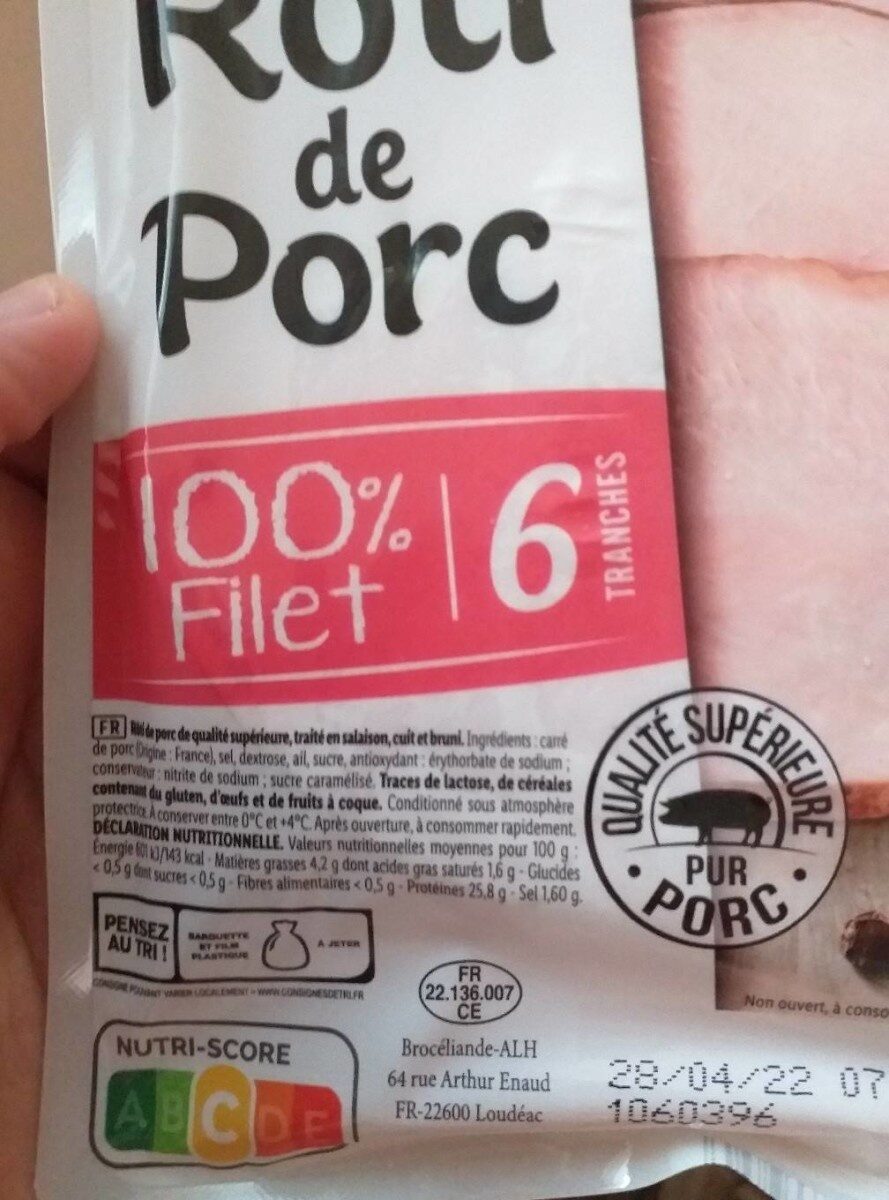 Rôti
de
Porc
100%
Filet
6
TRANCHES
FR Rôti de porc de qualité supérieure, traité en salaison, cuit et bruni. Ingrédients : carré
de porc (Origine : France), sel, dextrose, ail, sucre, antioxydant : érythorbate de sodium ;
conservateur : nitrite de sodium ; sucre caramélisé. Traces de lactose, de céréales
contenant du gluten, d'œufs et de fruits à coque. Conditionné sous atmosphère
protectrice. À conserver entre 0°C et +4°C. Après ouverture, à consommer rapidement.
DÉCLARATION NUTRITIONNELLE. Valeurs nutritionnelles moyennes pour 100 g :
Énergie 601 kJ/143 kcal - Matières grasses 4,2 g dont acides gras saturés 1,6 g - Glucides
< 0,5 g dont sucres < 0,5 g - Fibres alimentaires < 0,5 g - Protéines 25,8 g - Sel 1,60 g.
QUALITÉ SUPÉRIEURE
PUR
PORC
PENSEZ
AU TRI !
BARQUETTE
ET FILM
PLASTIQUE
À JETER
CONSIGNE POUVANT VARIER LOCALEMENT > WWW.CONSIGNESDETRI.FR
FR
22.136.007
CE
Non ouvert, à conso
NUTRI-SCORE
A B C D E
Brocéliande-ALH
64 rue Arthur Enaud
FR-22600 Loudéac
28/04/22 07
1060396